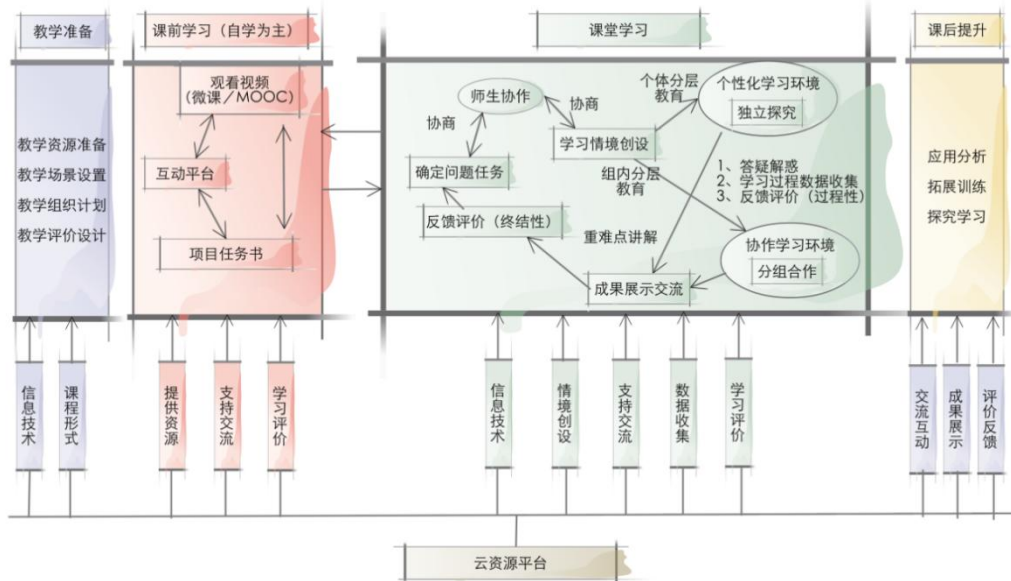 教学准备
课前学习（自学为主）
课堂学习
课后提升
教学资源准备
教学场景设置
教学组织计划
教学评价设计
观看视频
（微课／MOOC）
互动平台
项目任务书
师生协作
协商
协商
确定问题任务
反馈评价（终结性）
学习情境创设
个体分层
教育
个性化学习环境
独立探究
组内分层
教育
1、答疑解惑
2、学习过程数据收集
3、反馈评价（过程性）
重难点讲解
协作学习环境
分组合作
成果展示交流
应用分析
拓展训练
探究学习
信息技术
课程形式
提供资源
支持交流
学习评价
信息技术
情境创设
支持交流
数据收集
学习评价
交流互动
成果展示
评价反馈
云资源平台